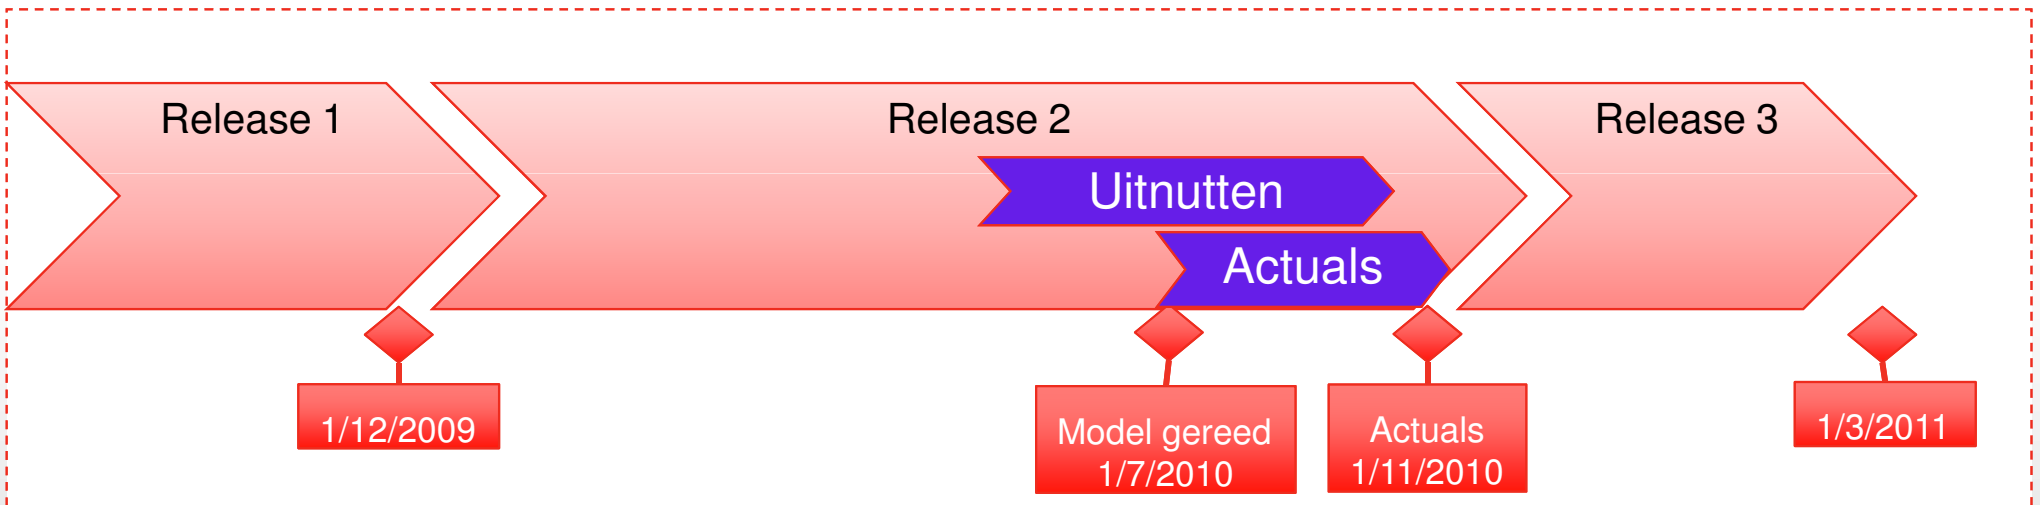 Release 1
Release 2
Release 3
Uitnutten
Actuals
1/12/2009
Model gereed
1/7/2010
Actuals
1/11/2010
1/3/2011